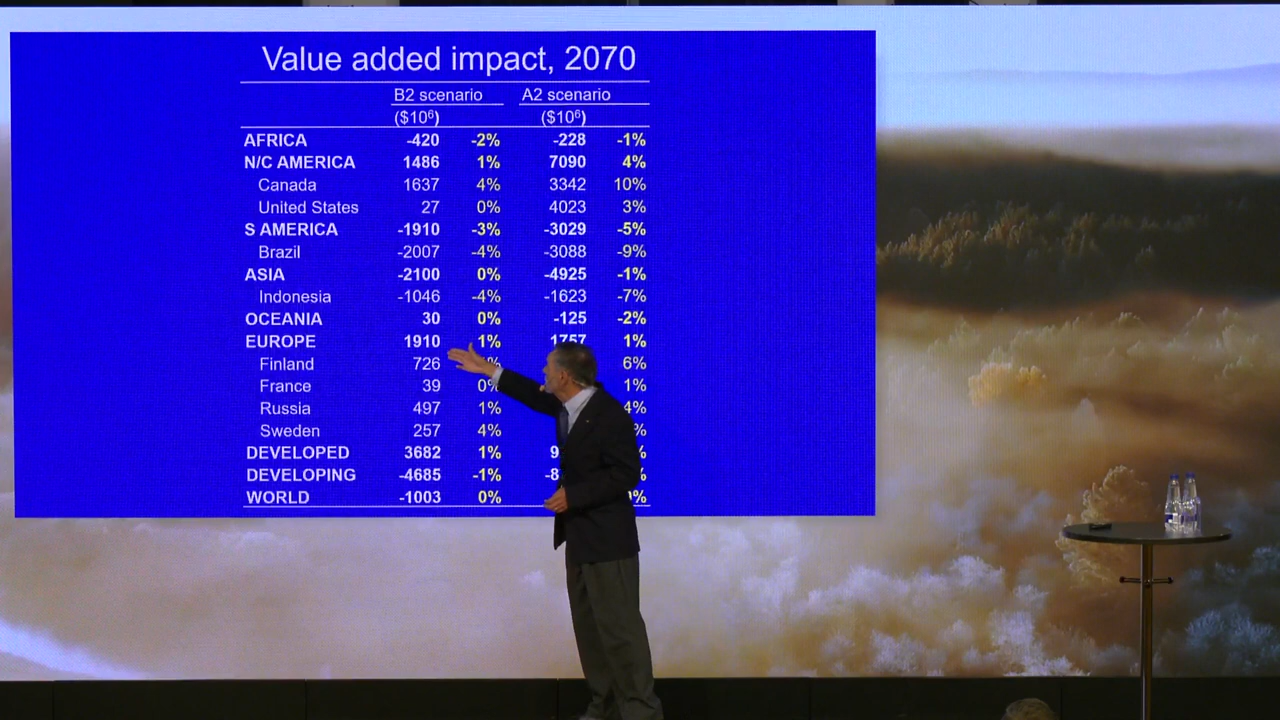 Value added impact, 2070
B2 scenario A2 scenario
($10⁶) ($10⁶)
AFRICA -420 -2% -228 -1%
N/C AMERICA 1486 1% 7090 4%
Canada 1637 4% 3342 10%
United States 27 0% 4023 3%
S AMERICA -1910 -3% -3029 -5%
Brazil -2007 -4% -3088 -9%
ASIA -2100 0% -4925 -1%
Indonesia -1046 -4% -1623 -7%
OCEANIA 30 0% -125 -2%
EUROPE 1910 1% 1757 1%
Finland 726 6%
France 39 0% 1%
Russia 497 1% 4%
Sweden 257 4%
DEVELOPED 3682 1%
DEVELOPING -4685 -1%
WORLD -1003 0%